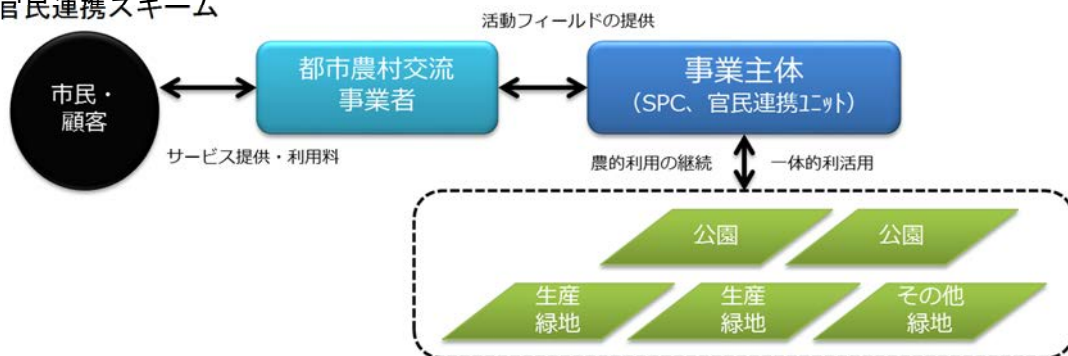 官民連携スキーム
活動フィールドの提供
市民・
顧客
都市農村交流
事業者
事業主体
（SPC、官民連携ﾕﾆｯﾄ）
サービス提供・利用料
農的利用の継続
一体的利活用
公園
公園
生産
緑地
生産
緑地
その他
緑地